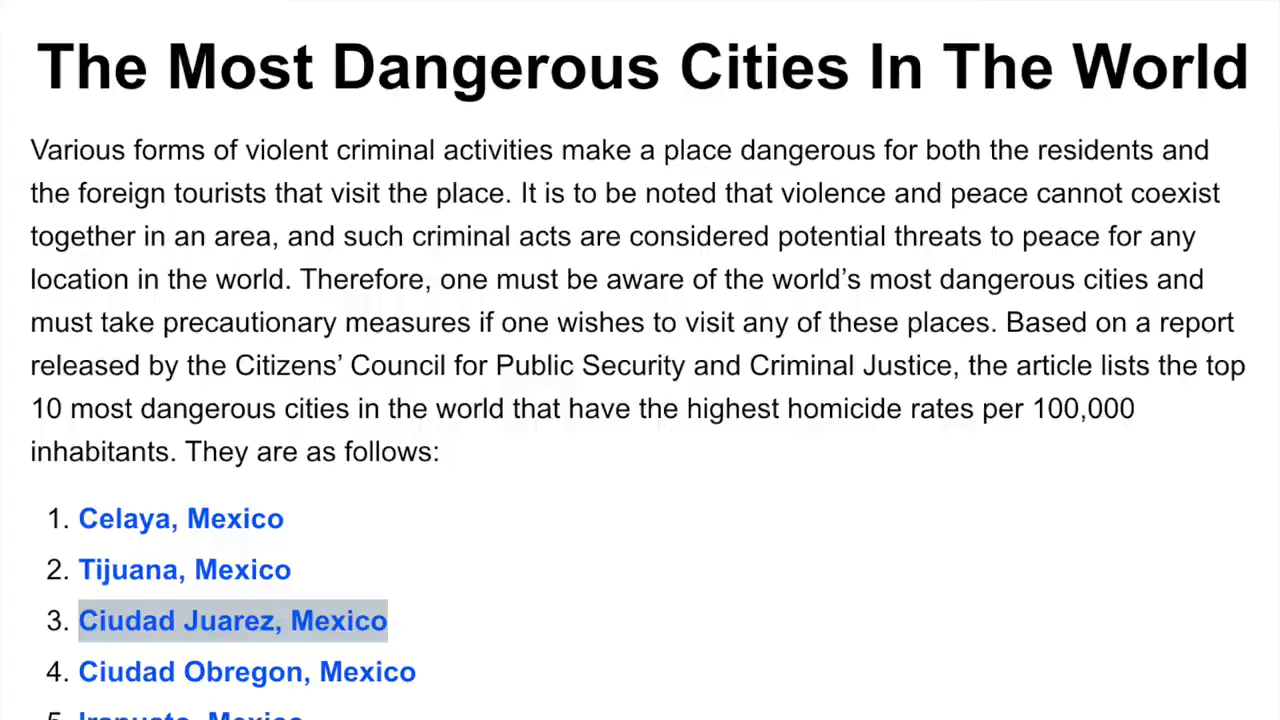 The Most Dangerous Cities In The World
Various forms of violent criminal activities make a place dangerous for both the residents and
the foreign tourists that visit the place. It is to be noted that violence and peace cannot coexist
together in an area, and such criminal acts are considered potential threats to peace for any
location in the world. Therefore, one must be aware of the world’s most dangerous cities and
must take precautionary measures if one wishes to visit any of these places. Based on a report
released by the Citizens’ Council for Public Security and Criminal Justice, the article lists the top
10 most dangerous cities in the world that have the highest homicide rates per 100,000
inhabitants. They are as follows:
1. Celaya, Mexico
2. Tijuana, Mexico
3. Ciudad Juarez, Mexico
4. Ciudad Obregon, Mexico
5. Irapuato, Mexico